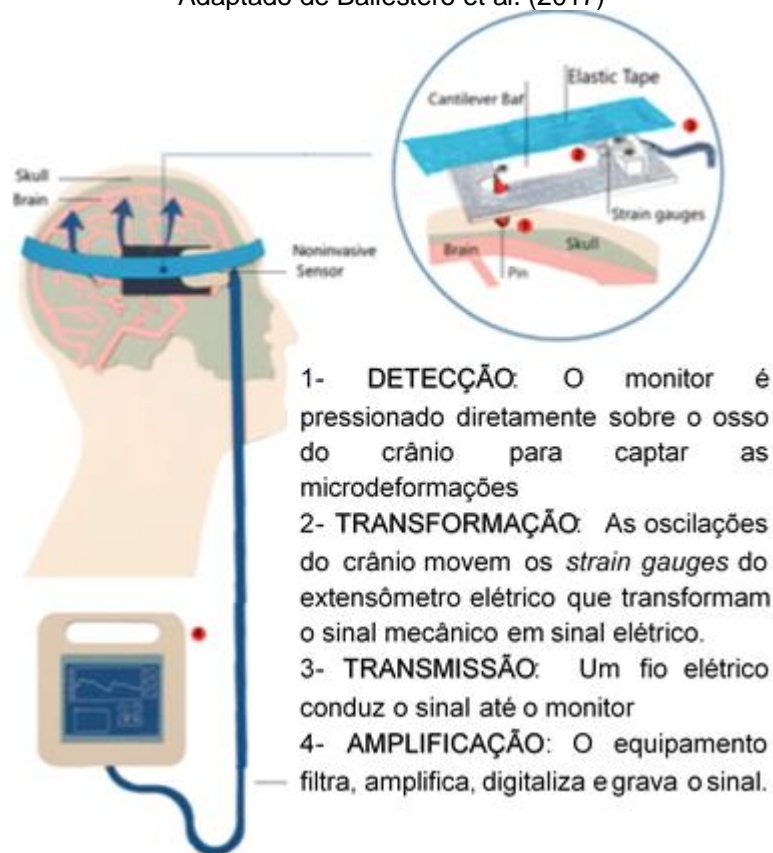 Adaptado de Ballestero et al. (2017)
Elastic Tape
Cantilever Bar
Skull
Brain
Strain gauges
Noninvasive
Sensor
Brain
Skull
Pin
1- DETECÇÃO: O monitor é
pressionado diretamente sobre o osso
do crânio para captar as
microdeformações
2- TRANSFORMAÇÃO: As oscilações
do crânio movem os strain gauges do
extensômetro elétrico que transformam
o sinal mecânico em sinal elétrico.
3- TRANSMISSÃO: Um fio elétrico
conduz o sinal até o monitor
4- AMPLIFICAÇÃO: O equipamento
filtra, amplifica, digitaliza e grava o sinal.